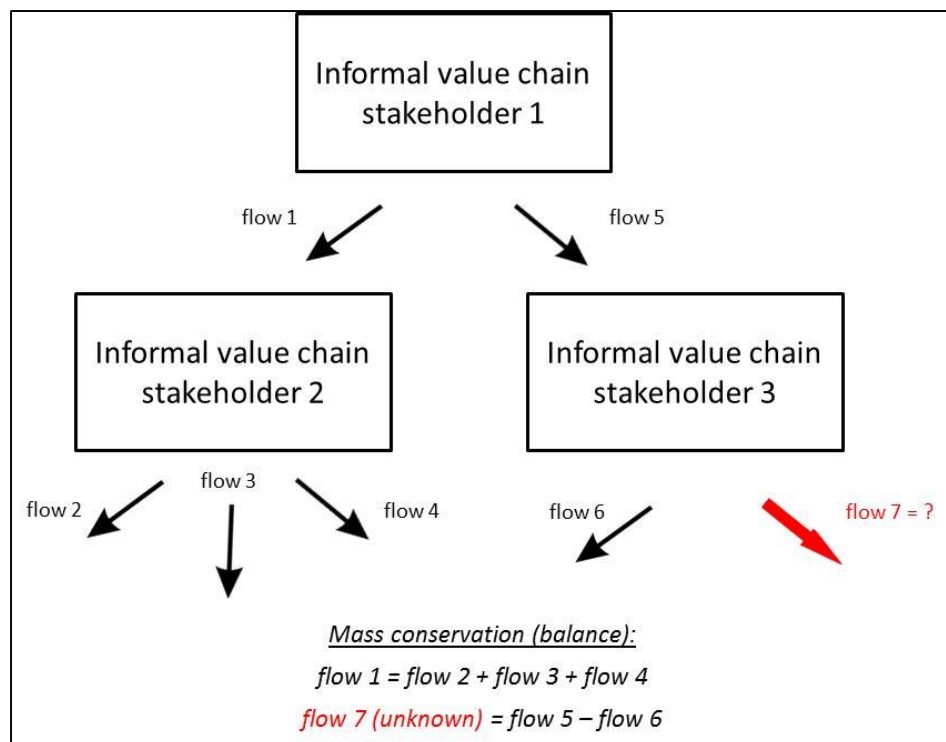 Informal value chain
stakeholder 1
flow 1
flow 5
Informal value chain
stakeholder 2
Informal value chain
stakeholder 3
flow 2
flow 3
flow 4
flow 6
flow 7 = ?
Mass conservation (balance):
flow 1 = flow 2 + flow 3 + flow 4
flow 7 (unknown) = flow 5 – flow 6